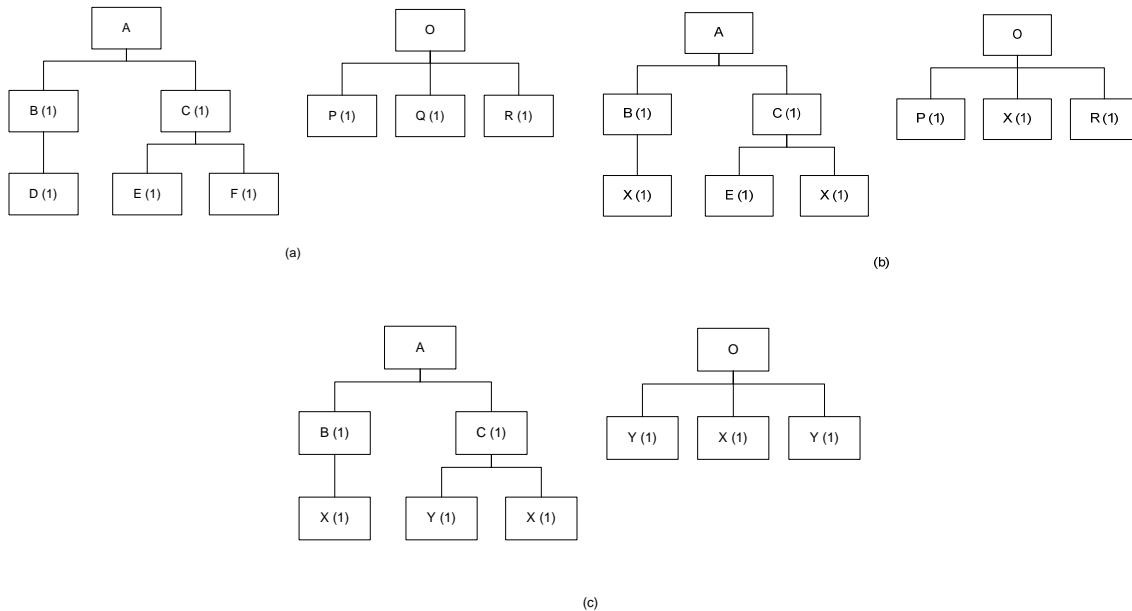 A O
B (1) C (1) P (1) Q (1) R (1)
D (1) E (1) F (1)
(a)
A O
B (1) C (1) P (1) X (1) R (1)
X (1) E (1) X (1)
(b)
A O
B (1) C (1) Y (1) X (1) Y (1)
X (1) Y (1) X (1)
(c)